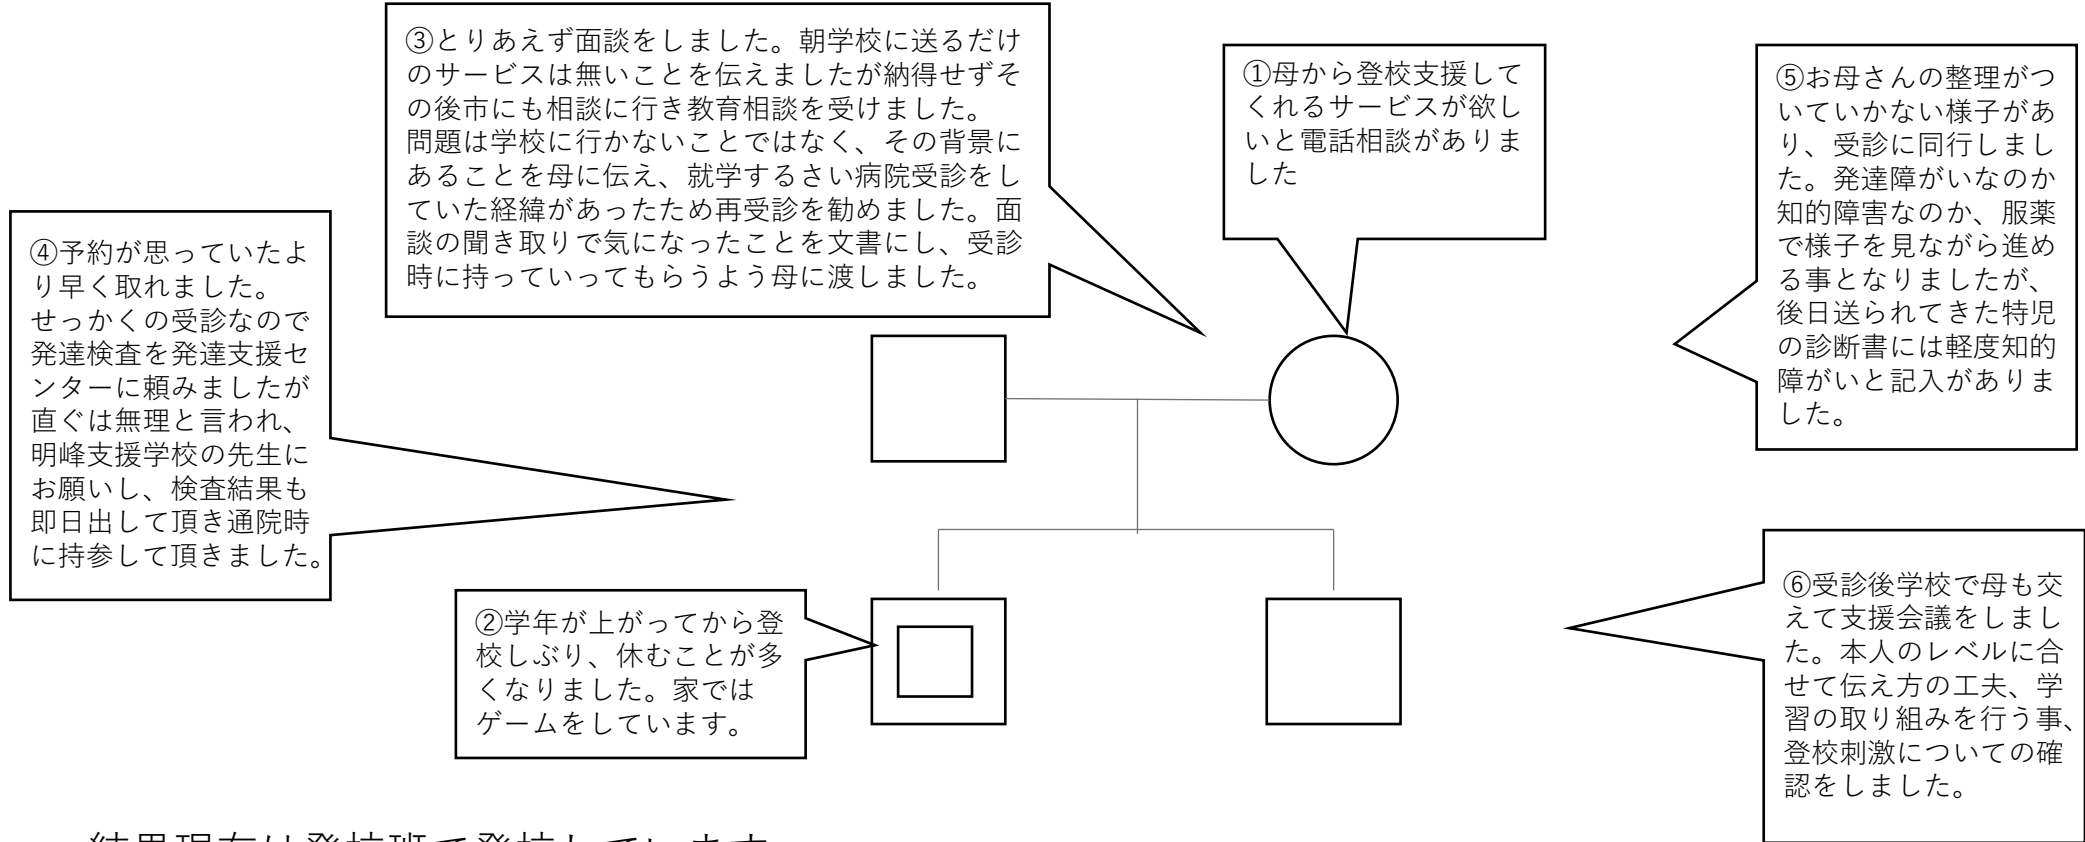 ③とりあえず面談をしました。朝学校に送るだけ
のサービスは無いことを伝えましたが納得せずそ
の後市にも相談に行き教育相談を受けました。
問題は学校に行かないことではなく、その背景に
あることを母に伝え、就学するさい病院受診をし
ていた経緯があったため再受診を勧めました。面
談の聞き取りで気になったことを文書にし、受診
時に持っていってもらうよう母に渡しました。
①母から登校支援して
くれるサービスが欲し
いと電話相談がありま
した
⑤お母さんの整理がつ
いていかない様子があ
り、受診に同行しまし
た。発達障がいなのか
知的障害なのか、服薬
で様子を見ながら進め
る事となりましたが、
後日送られてきた特児
の診断書には軽度知的
障がいと記入がありま
した。
④予約が思っていたよ
り早く取れました。
せっかくの受診なので
発達検査を発達支援セ
ンターに頼みましたが
直ぐは無理と言われ、
明峰支援学校の先生に
お願いし、検査結果も
即日出して頂き通院時
に持参して頂きました。
②学年が上がってから登
校しぶり、休むことが多
くなりました。家では
ゲームをしています。
⑥受診後学校で母も交
えて支援会議をしまし
た。本人のレベルに合
せて伝え方の工夫、学
習の取り組みを行う事、
登校刺激についての確
認をしました。
結果現在は登校班で登校しています